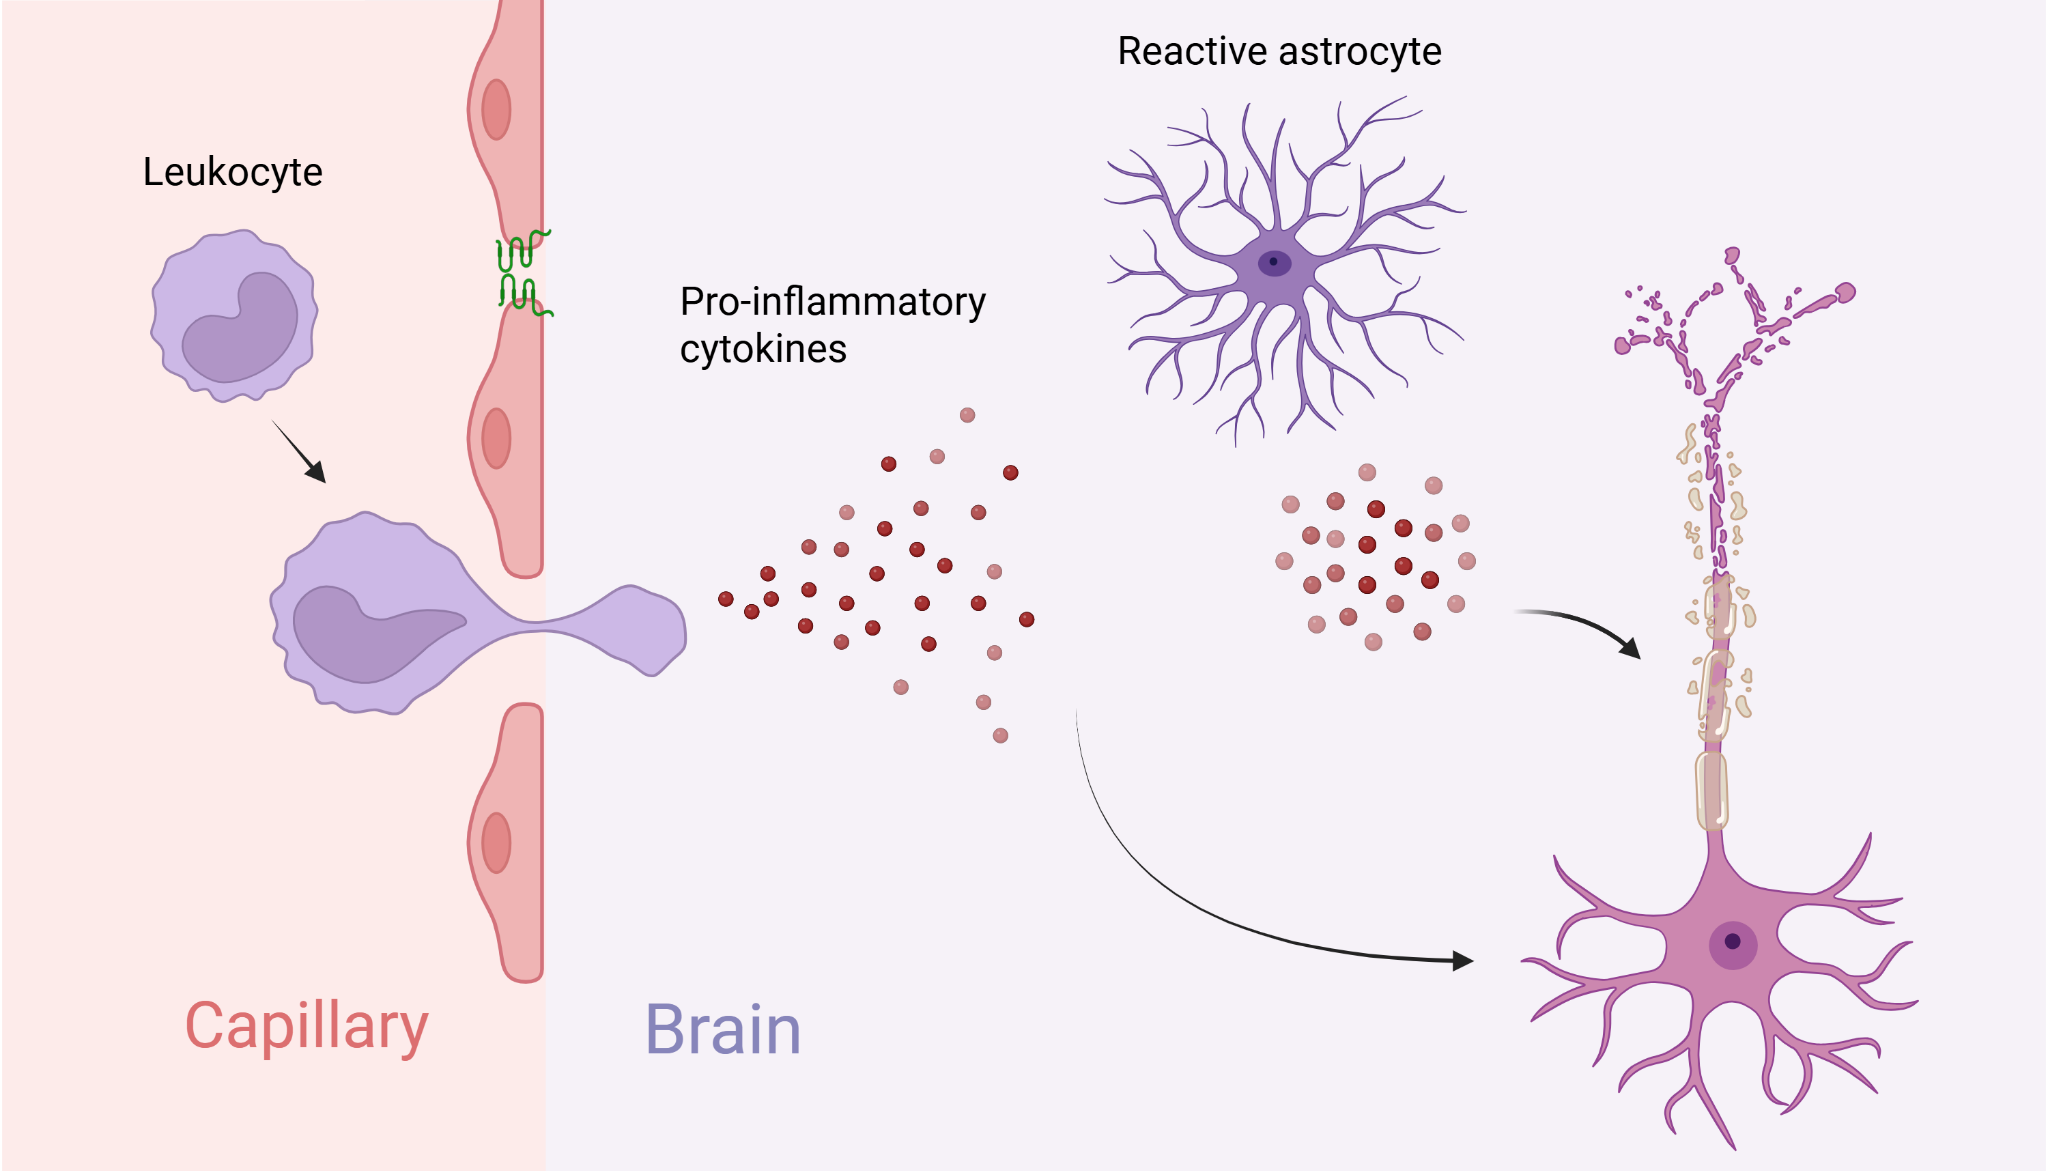 Reactive astrocyte
Leukocyte
Pro-inflammatory
cytokines
Capillary
Brain